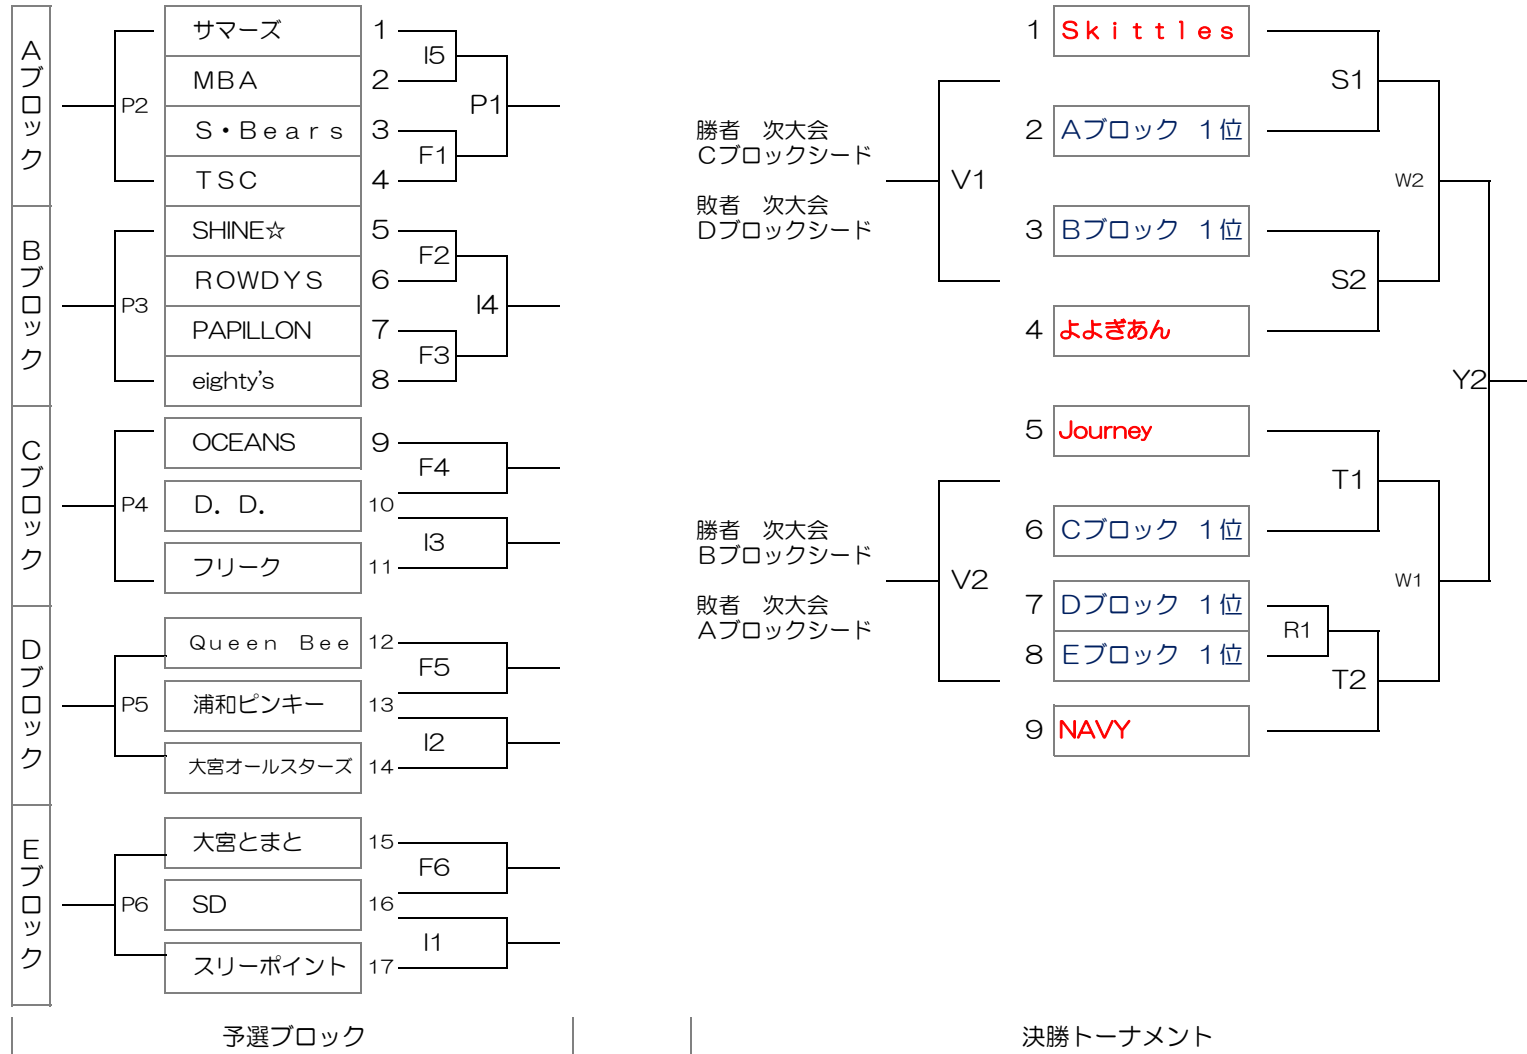 Aブロック
P2
サマーズ 1
MBA 2
S・Bears 3
TSC 4
I5
F1
P1
Bブロック
P3
SHINE☆ 5
ROWDYS 6
PAPILLON 7
eighty's 8
F2
F3
I4
Cブロック
P4
OCEANS 9
D.D. 10
フリーク 11
F4
I3
Dブロック
P5
Queen Bee 12
浦和ピンキー 13
大宮オールスターズ 14
F5
I2
Eブロック
P6
大宮とまと 15
SD 16
スリーポイント 17
F6
I1
予選ブロック
勝者 次大会
Cブロックシード
敗者 次大会
Dブロックシード
V1
勝者 次大会
Bブロックシード
敗者 次大会
Aブロックシード
V2
1 Skittles
2 Aブロック 1位
3 Bブロック 1位
4 よよぎあん
5 Journey
6 Cブロック 1位
7 Dブロック 1位
8 Eブロック 1位
9 NAVY
S1
S2
W2
T1
R1
T2
W1
Y2
決勝トーナメント